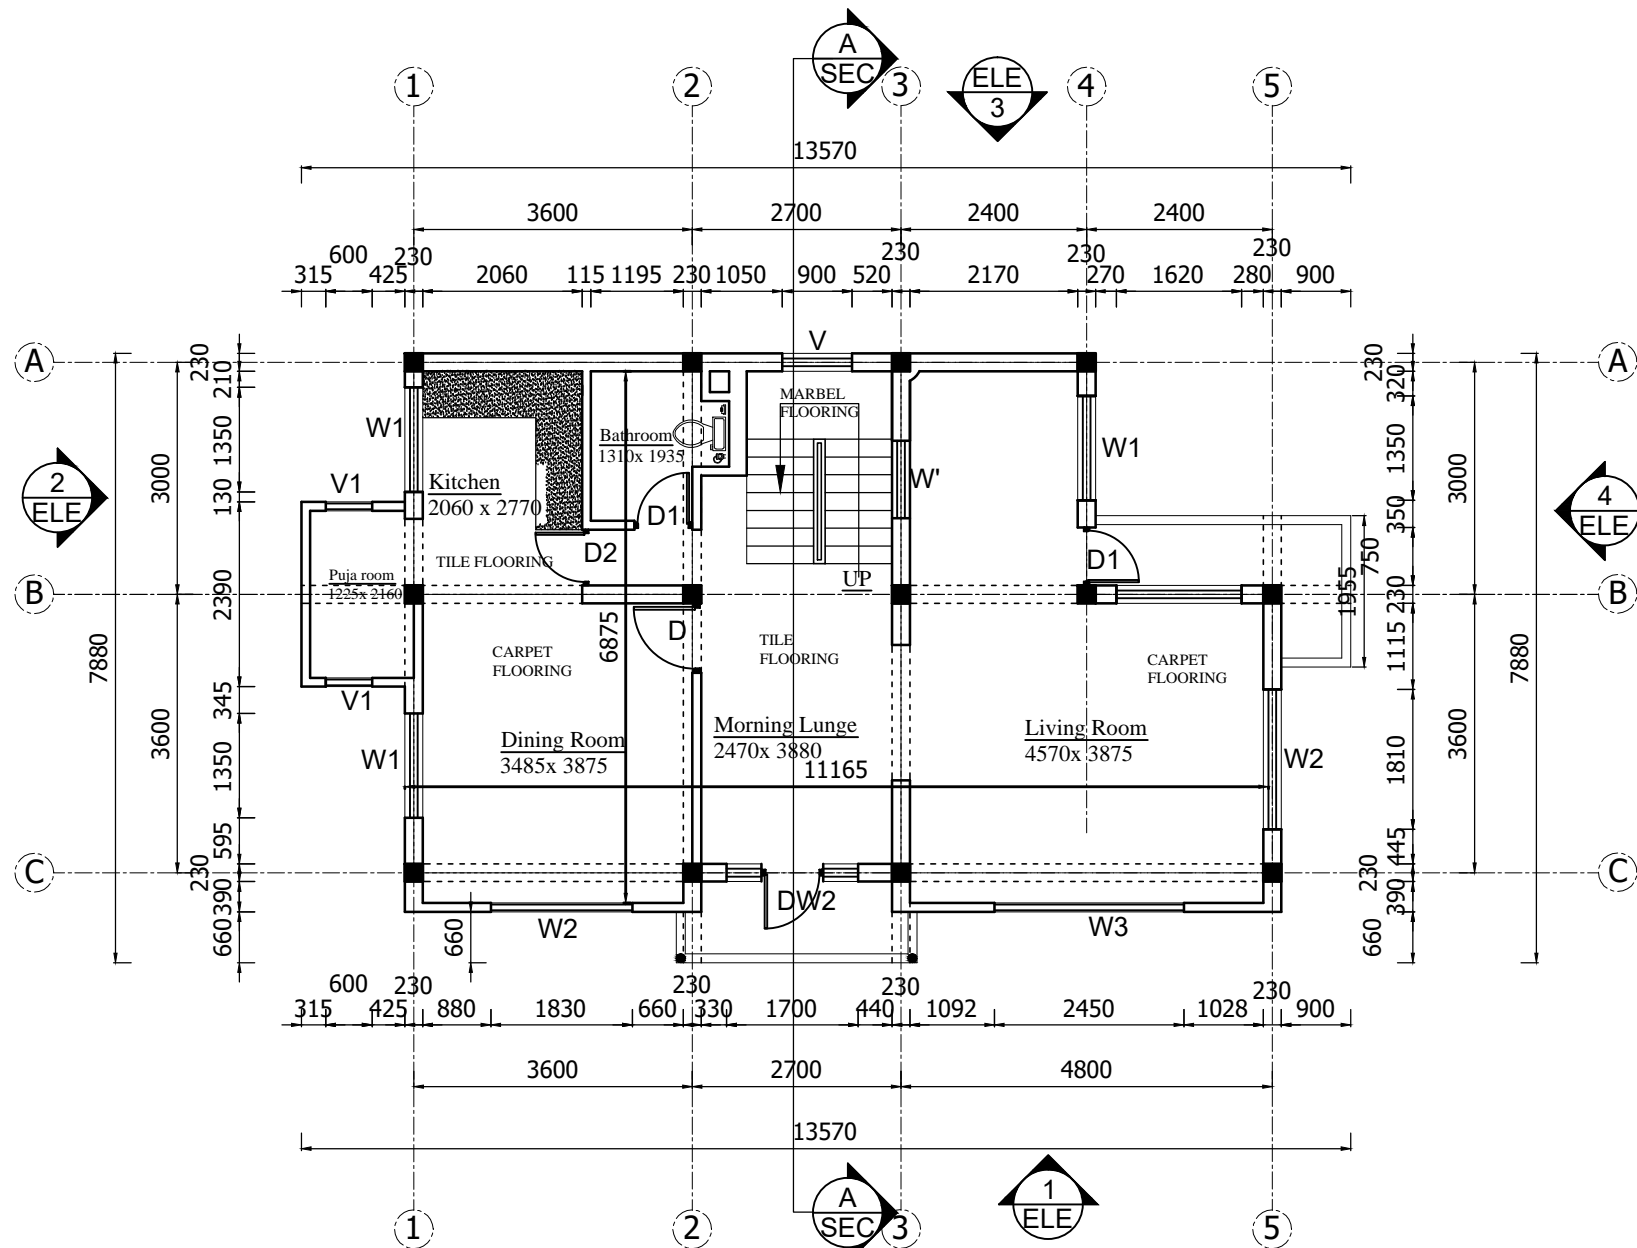 A
SEC
ELE
3
1
2
3
4
5
13570
3600
2700
2400
2400
600
230
230
230
230
315
425
2060
115
1195
230
1050
900
520
2170
270
1620
280
900
A
A
230
210
1350
130
2390
345
1350
595
230
390
660
3000
3600
7880
2
ELE
B
C
V
MARBEL
FLOORING
W1
Kitchen
2060 x 2770
Bathroom
1310x 1935
W'
W1
V1
D1
D2
TILE FLOORING
Puja room
1225x 2160
UP
D1
D
6875
CARPET
FLOORING
TILE
FLOORING
CARPET
FLOORING
V1
W1
Dining Room
3485x 3875
Morning Lunge
2470x 3880
11165
Living Room
4570x 3875
W2
W2
DW2
W3
660
750
1955
230
320
1350
350
230
1115
1810
445
230
390
660
3000
3600
7880
4
ELE
B
C
600
230
230
230
230
315
425
880
1830
660
330
1700
440
1092
2450
1028
900
3600
2700
4800
13570
A
SEC
1
ELE
1
2
3
5